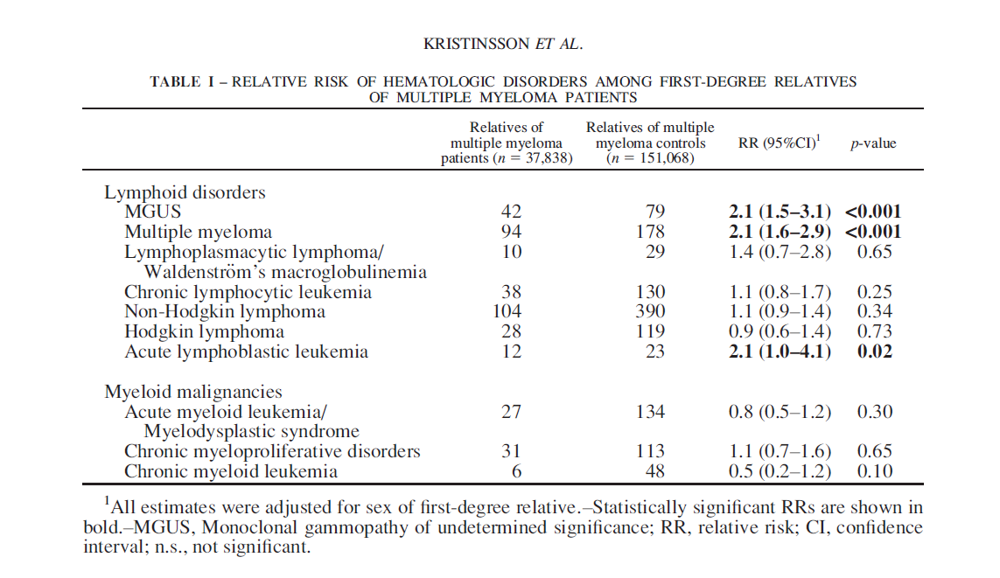 KRISTINSSON ET AL.
TABLE I – RELATIVE RISK OF HEMATOLOGIC DISORDERS AMONG FIRST-DEGREE RELATIVES
OF MULTIPLE MYELOMA PATIENTS
Relatives of multiple myeloma patients (n = 37,838) Relatives of multiple myeloma controls (n = 151,068) RR (95%CI)1 p-value
Lymphoid disorders
MGUS 42 79 2.1 (1.5–3.1) <0.001
Multiple myeloma 94 178 2.1 (1.6–2.9) <0.001
Lymphoplasmacytic lymphoma/ 10 29 1.4 (0.7–2.8) 0.65
Waldenström's macroglobulinemia
Chronic lymphocytic leukemia 38 130 1.1 (0.8–1.7) 0.25
Non-Hodgkin lymphoma 104 390 1.1 (0.9–1.4) 0.34
Hodgkin lymphoma 28 119 0.9 (0.6–1.4) 0.73
Acute lymphoblastic leukemia 12 23 2.1 (1.0–4.1) 0.02
Myeloid malignancies
Acute myeloid leukemia/ 27 134 0.8 (0.5–1.2) 0.30
Myelodysplastic syndrome
Chronic myeloproliferative disorders 31 113 1.1 (0.7–1.6) 0.65
Chronic myeloid leukemia 6 48 0.5 (0.2–1.2) 0.10
1All estimates were adjusted for sex of first-degree relative.–Statistically significant RRs are shown in
bold.–MGUS, Monoclonal gammopathy of undetermined significance; RR, relative risk; CI, confidence
interval; n.s., not significant.